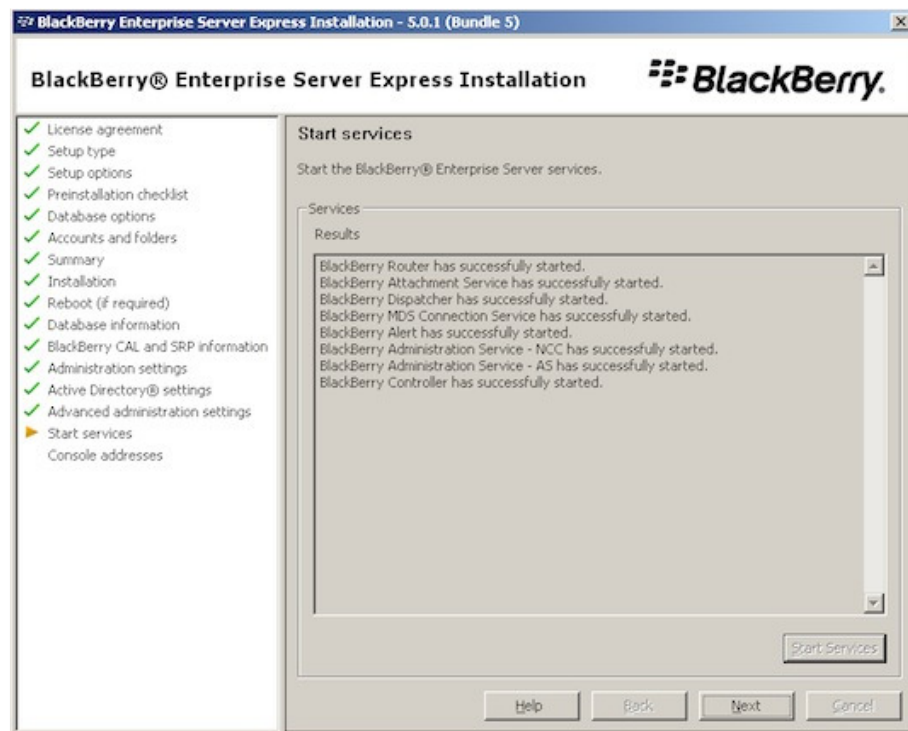 BlackBerry Enterprise Server Express Installation - 5.0.1 (Bundle 5)
BlackBerry® Enterprise Server Express Installation
BlackBerry.
License agreement
Setup type
Setup options
Preinstallation checklist
Database options
Accounts and folders
Summary
Installation
Reboot (if required)
Database information
BlackBerry CAL and SRP information
Administration settings
Active Directory® settings
Advanced administration settings
Start services
Console addresses
Start services
Start the BlackBerry® Enterprise Server services.
Services
Results
BlackBerry Router has successfully started.
BlackBerry Attachment Service has successfully started.
BlackBerry Dispatcher has successfully started.
BlackBerry MDS Connection Service has successfully started.
BlackBerry Alert has successfully started.
BlackBerry Administration Service - NCC has successfully started.
BlackBerry Administration Service - AS has successfully started.
BlackBerry Controller has successfully started.
Start Services
Help
Back
Next
Cancel